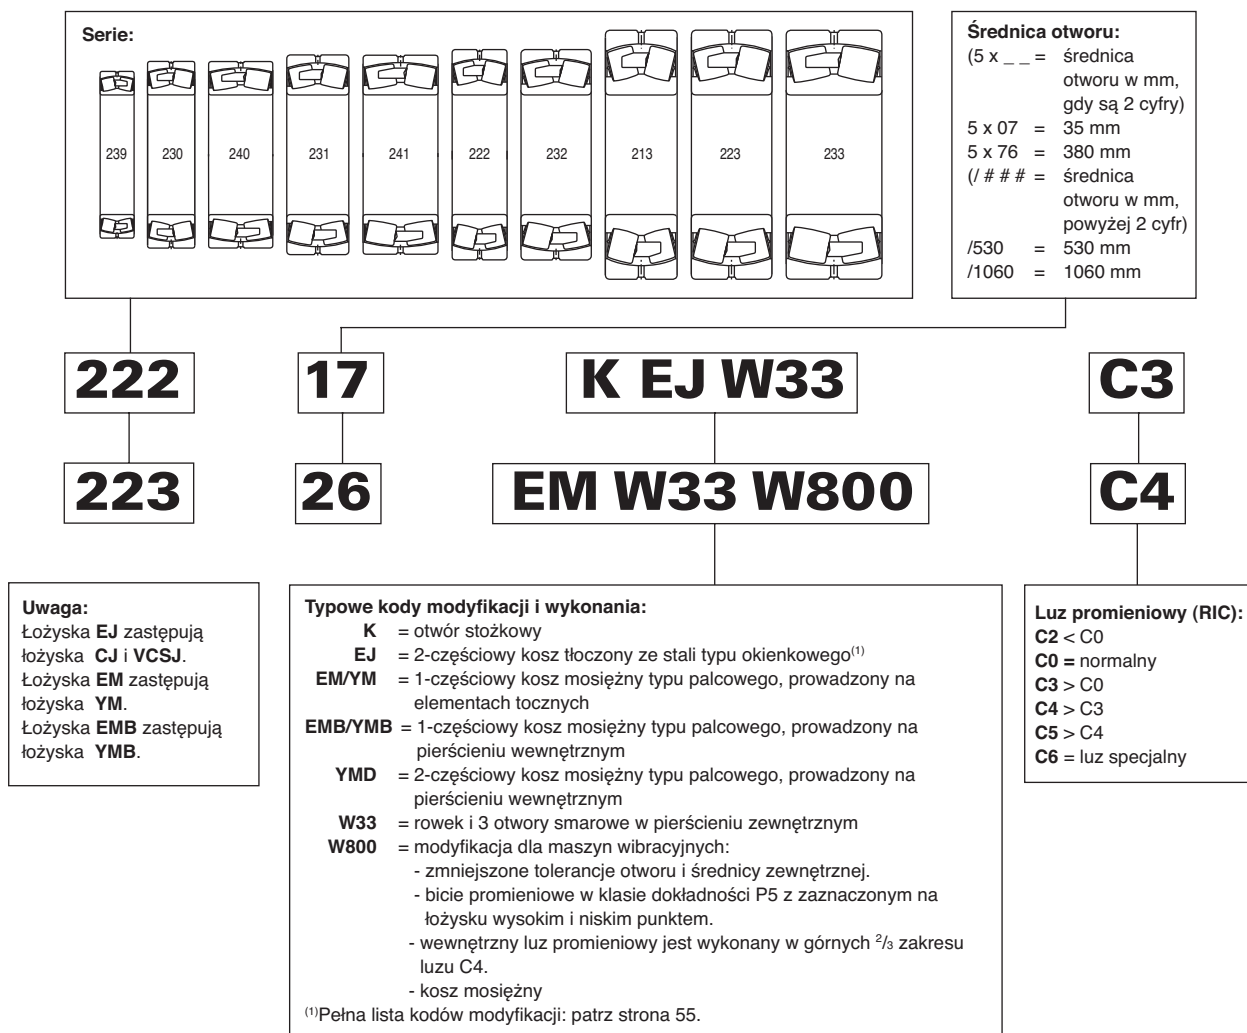 Serie:
239
230
240
231
241
222
232
213
223
233
Średnica otworu:
(5 x _ _ = średnica
otworu w mm,
gdy są 2 cyfry)
5 x 07 = 35 mm
5 x 76 = 380 mm
(/ # # # = średnica
otworu w mm,
powyżej 2 cyfr)
/530 = 530 mm
/1060 = 1060 mm
222 17 K EJ W33 C3
223 26 EM W33 W800 C4
Uwaga:
Łożyska EJ zastępują
łożyska CJ i VCSJ.
Łożyska EM zastępują
łożyska YM.
Łożyska EMB zastępują
łożyska YMB.
Typowe kody modyfikacji i wykonania:
K = otwór stożkowy
EJ = 2-częściowy kosz tłoczony ze stali typu okienkowego(1)
EM/YM = 1-częściowy kosz mosiężny typu palcowego, prowadzony na
elementach tocznych
EMB/YMB = 1-częściowy kosz mosiężny typu palcowego, prowadzony na
pierścieniu wewnętrznym
YMD = 2-częściowy kosz mosiężny typu palcowego, prowadzony na
pierścieniu wewnętrznym
W33 = rowek i 3 otwory smarowe w pierścieniu zewnętrznym
W800 = modyfikacja dla maszyn wibracyjnych:
- zmniejszone tolerancje otworu i średnicy zewnętrznej.
- bicie promieniowe w klasie dokładności P5 z zaznaczonym na
łożysku wysokim i niskim punktem.
- wewnętrzny luz promieniowy jest wykonany w górnych 2/3 zakresu
luzu C4.
- kosz mosiężny
(1)Pełna lista kodów modyfikacji: patrz strona 55.
Luz promieniowy (RIC):
C2 < C0
C0 = normalny
C3 > C0
C4 > C3
C5 > C4
C6 = luz specjalny